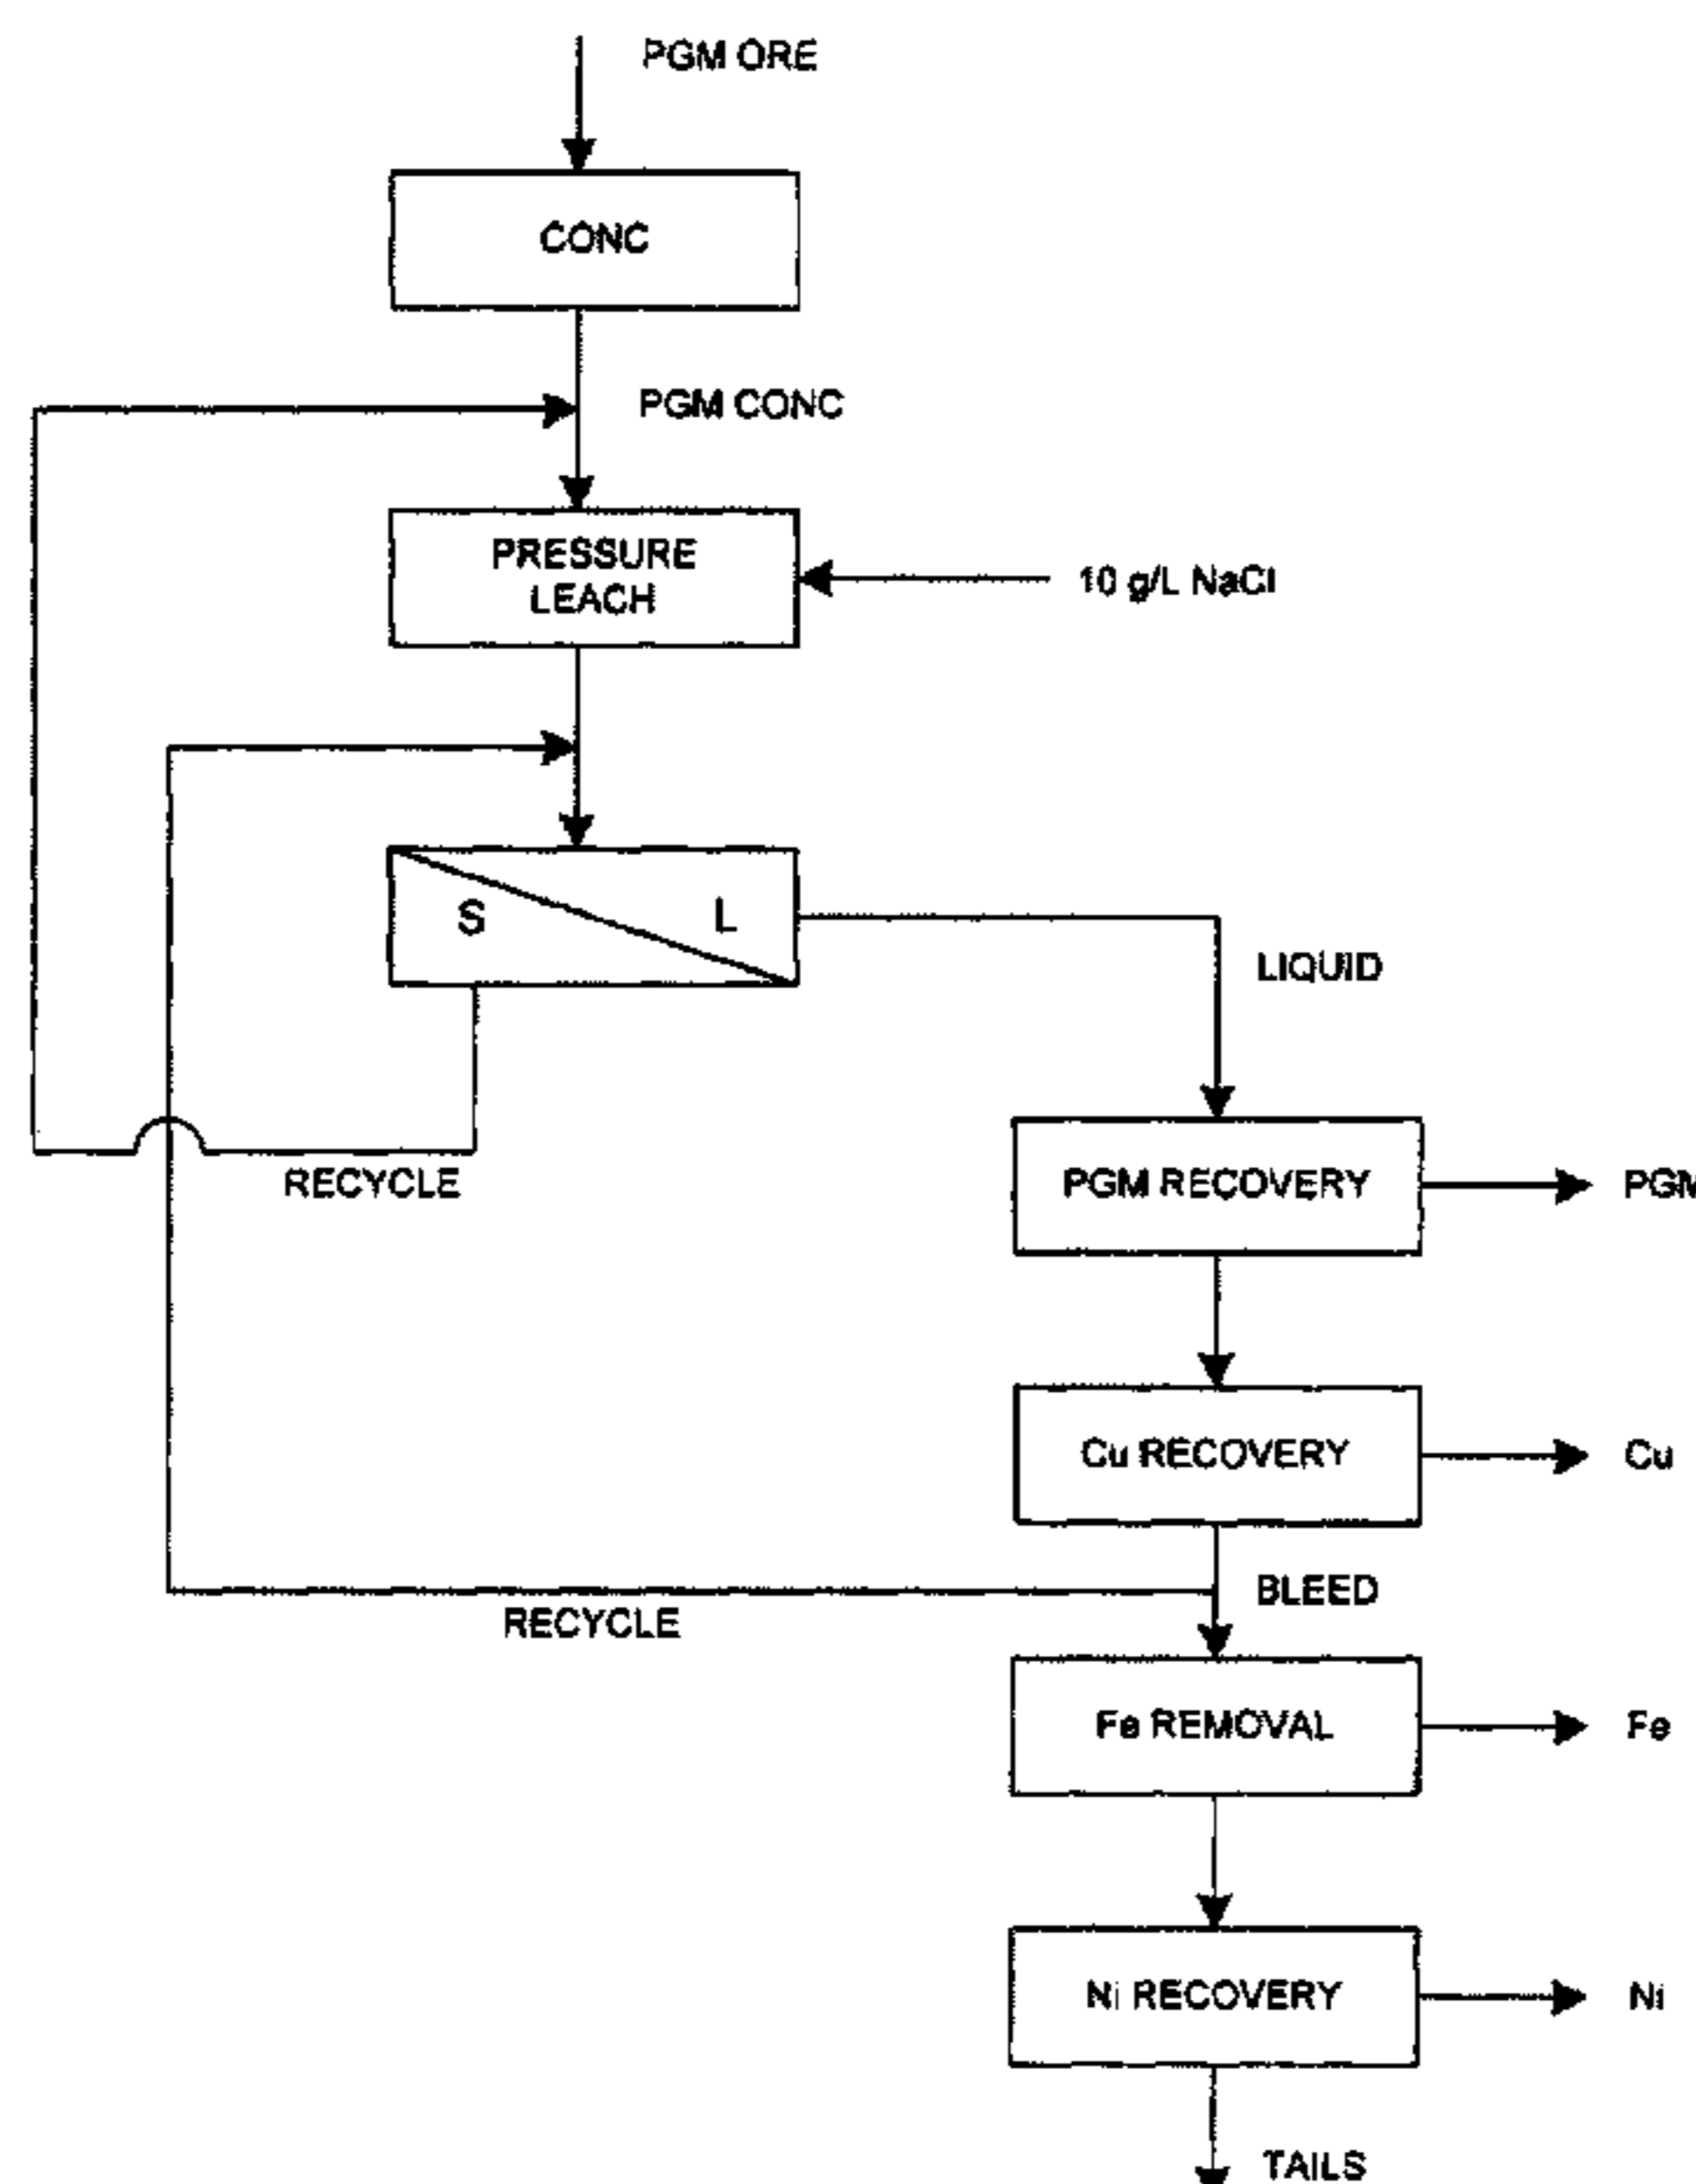 PGM ORE
CONC
PGM CONC
PRESSURE
LEACH
10 g/L NaCl
S
L
LIQUID
RECYCLE
PGM RECOVERY
PGM
Cu RECOVERY
Cu
BLEED
RECYCLE
Fe REMOVAL
Fe
Ni RECOVERY
Ni
TAILS